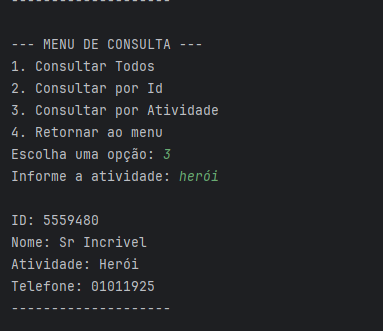 --------------------
--- MENU DE CONSULTA ---
1. Consultar Todos
2. Consultar por Id
3. Consultar por Atividade
4. Retornar ao menu
Escolha uma opção: 3
Informe a atividade: herói
ID: 5559480
Nome: Sr Incrivel
Atividade: Herói
Telefone: 01011925
--------------------